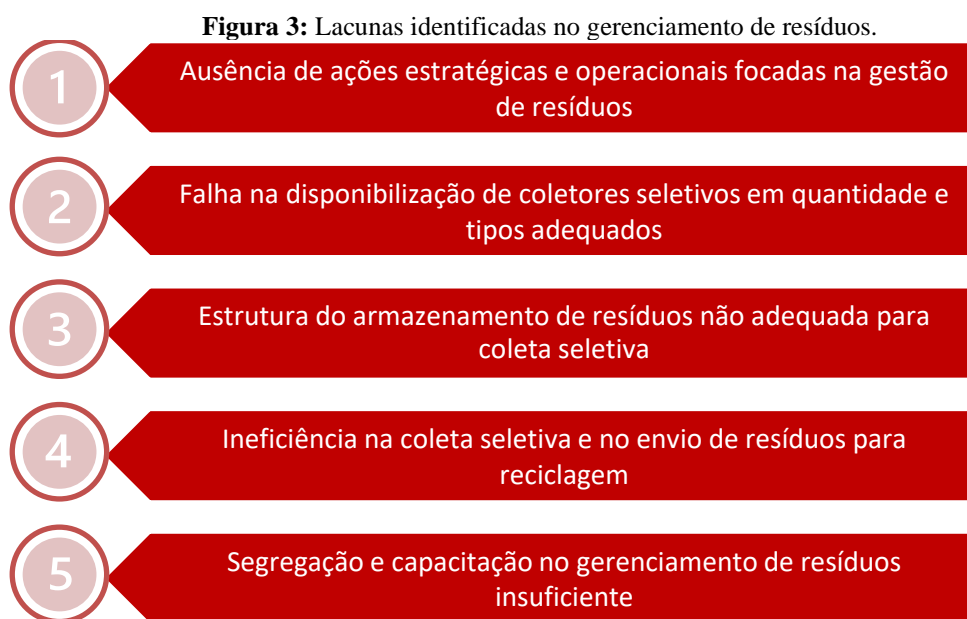 Figura 3: Lacunas identificadas no gerenciamento de resíduos.
1
Ausência de ações estratégicas e operacionais focadas na gestão
de resíduos
2
Falha na disponibilização de coletores seletivos em quantidade e
tipos adequados
3
Estrutura do armazenamento de resíduos não adequada para
coleta seletiva
4
Ineficiência na coleta seletiva e no envio de resíduos para
reciclagem
5
Segregação e capacitação no gerenciamento de resíduos
insuficiente